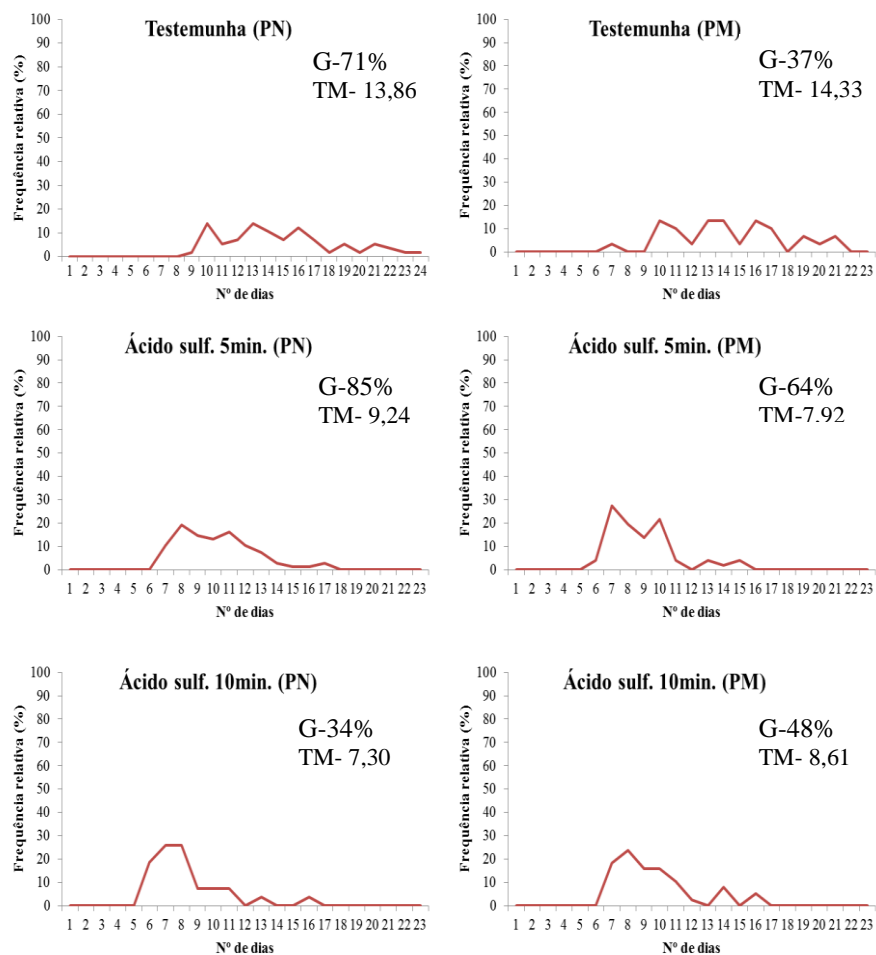 Testemunha (PN)
G-71%
TM- 13,86
Frequência relativa (%)
100
90
80
70
60
50
40
30
20
10
0
1 2 3 4 5 6 7 8 9 10 11 12 13 14 15 16 17 18 19 20 21 22 23 24
Nº de dias
Testemunha (PM)
G-37%
TM- 14,33
Frequência relativa (%)
100
90
80
70
60
50
40
30
20
10
0
1 2 3 4 5 6 7 8 9 10 11 12 13 14 15 16 17 18 19 20 21 22 23
Nº de dias
Ácido sulf. 5min. (PN)
G-85%
TM- 9,24
Frequência relativa (%)
100
90
80
70
60
50
40
30
20
10
0
1 2 3 4 5 6 7 8 9 10 11 12 13 14 15 16 17 18 19 20 21 22 23
Nº de dias
Ácido sulf. 5min. (PM)
G-64%
TM-7,92
Frequência relativa (%)
100
90
80
70
60
50
40
30
20
10
0
1 2 3 4 5 6 7 8 9 10 11 12 13 14 15 16 17 18 19 20 21 22 23
Nº de dias
Ácido sulf. 10min. (PN)
G-34%
TM- 7,30
Frequência relativa (%)
100
90
80
70
60
50
40
30
20
10
0
1 2 3 4 5 6 7 8 9 10 11 12 13 14 15 16 17 18 19 20 21 22 23
Nº de dias
Ácido sulf. 10min. (PM)
G-48%
TM- 8,61
Frequência relativa (%)
100
90
80
70
60
50
40
30
20
10
0
1 2 3 4 5 6 7 8 9 10 11 12 13 14 15 16 17 18 19 20 21 22 23
Nº de dias